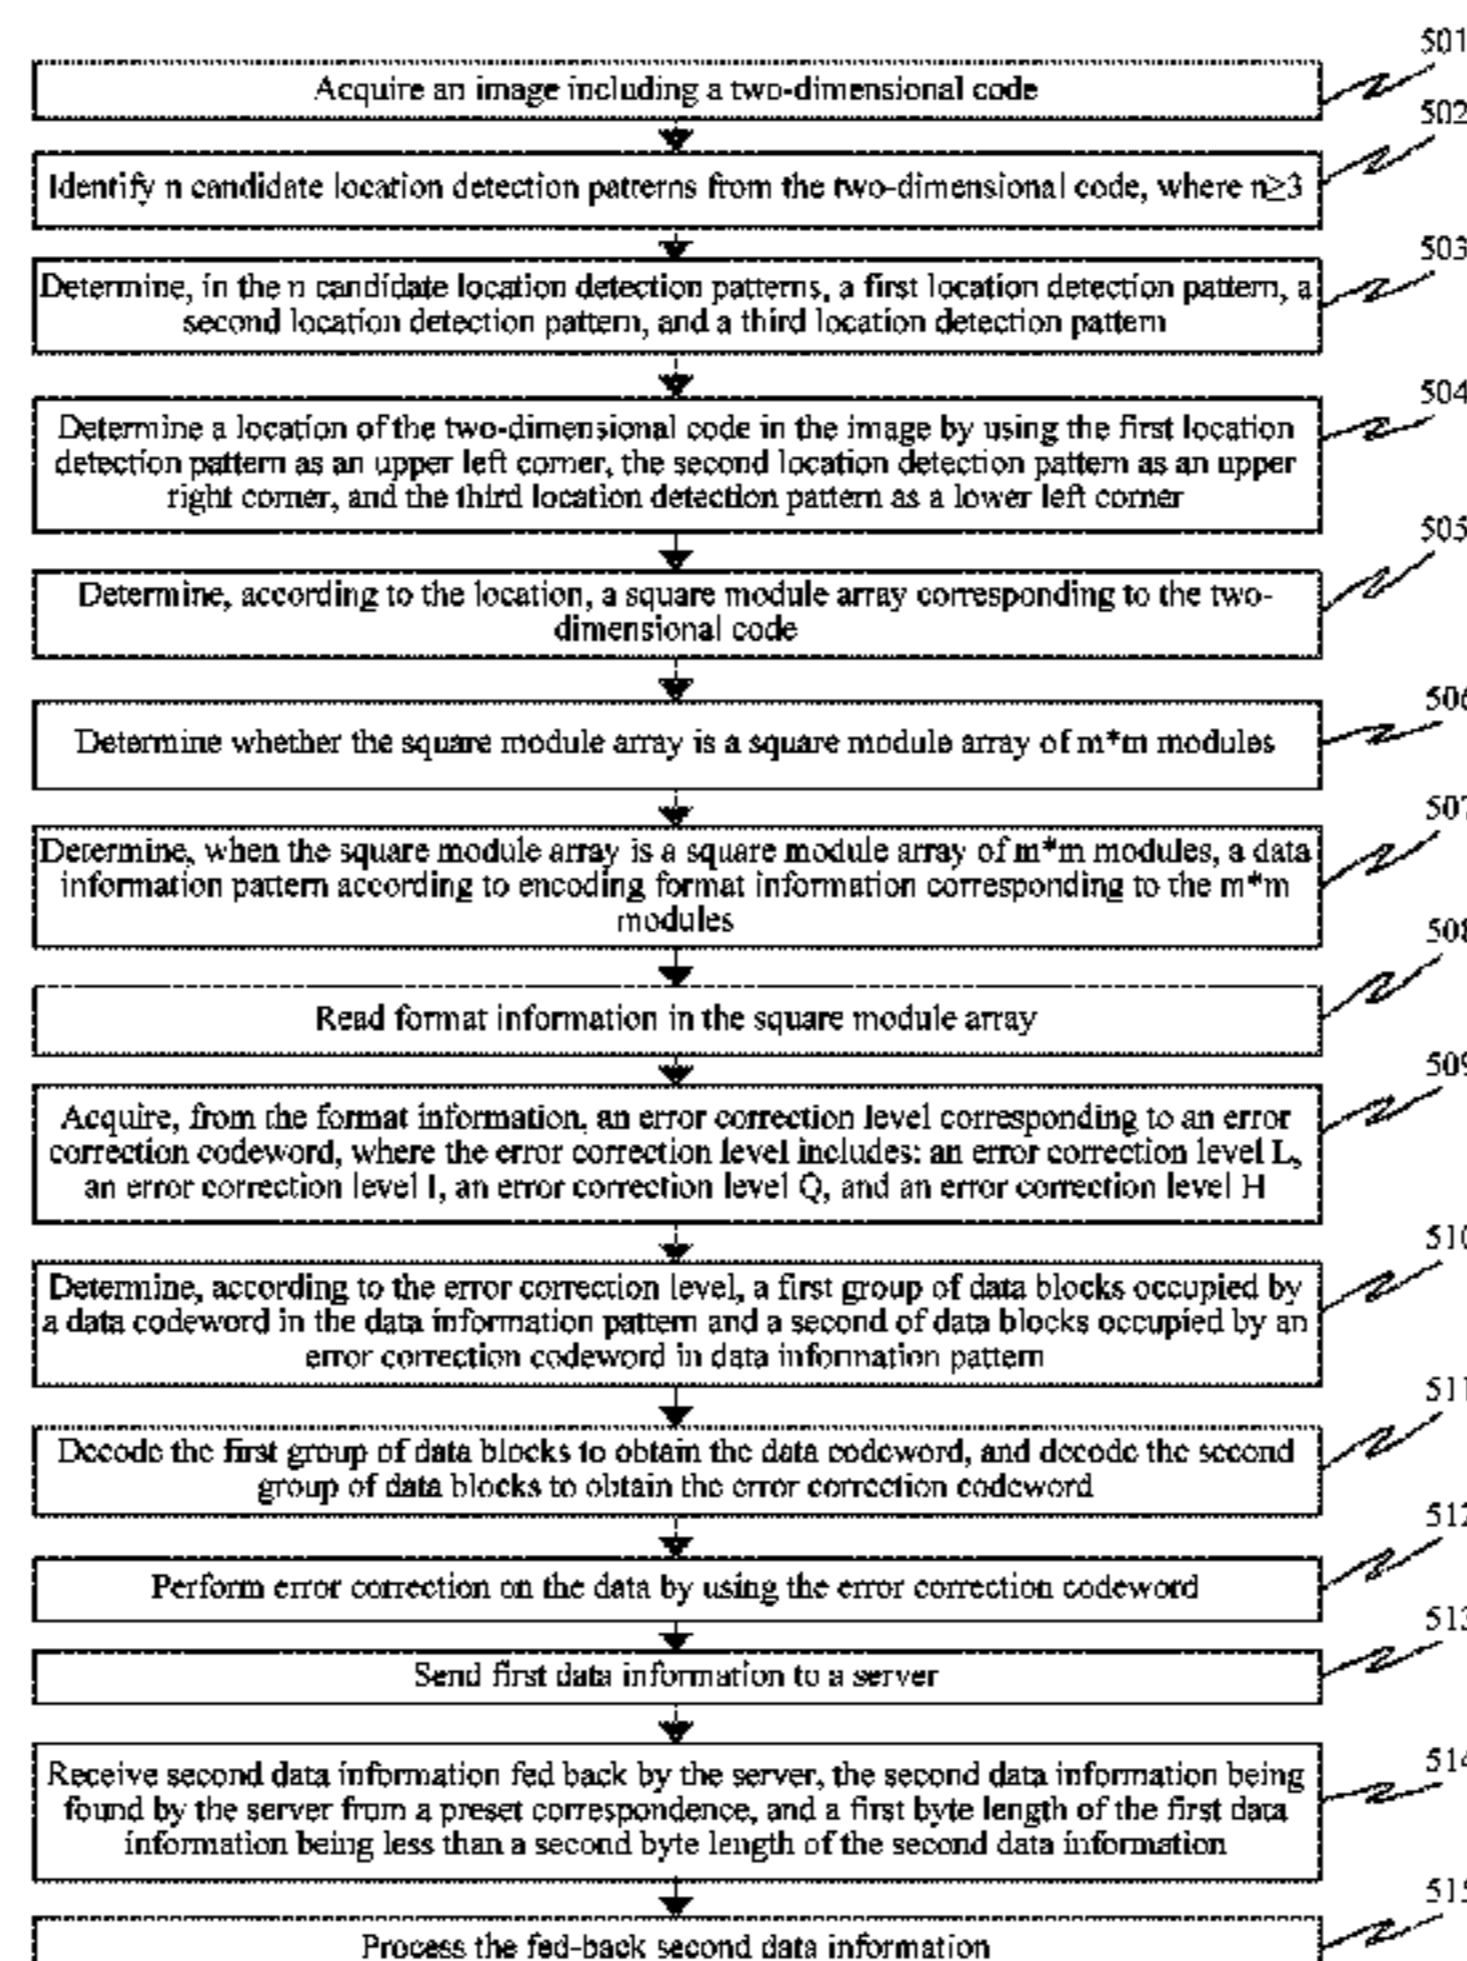 501
Acquire an image including a two-dimensional code
502
Identify n candidate location detection patterns from the two-dimensional code, where n≥3
503
Determine, in the n candidate location detection patterns, a first location detection pattern, a
second location detection pattern, and a third location detection pattern
504
Determine a location of the two-dimensional code in the image by using the first location
detection pattern as an upper left corner, the second location detection pattern as an upper
right corner, and the third location detection pattern as a lower left corner
505
Determine, according to the location, a square module array corresponding to the two-
dimensional code
506
Determine whether the square module array is a square module array of m*m modules
507
Determine, when the square module array is a square module array of m*m modules, a data
information pattern according to encoding format information corresponding to the m*m
modules
508
Read format information in the square module array
509
Acquire, from the format information, an error correction level corresponding to an error
correction codeword, where the error correction level includes: an error correction level L,
an error correction level I, an error correction level Q, and an error correction level H
510
Determine, according to the error correction level, a first group of data blocks occupied by
a data codeword in the data information pattern and a second of data blocks occupied by an
error correction codeword in data information pattern
511
Decode the first group of data blocks to obtain the data codeword, and decode the second
group of data blocks to obtain the error correction codeword
512
Perform error correction on the data by using the error correction codeword
513
Send first data information to a server
514
Receive second data information fed back by the server, the second data information being
found by the server from a preset correspondence, and a first byte length of the first data
information being less than a second byte length of the second data information
515
Process the fed-back second data information